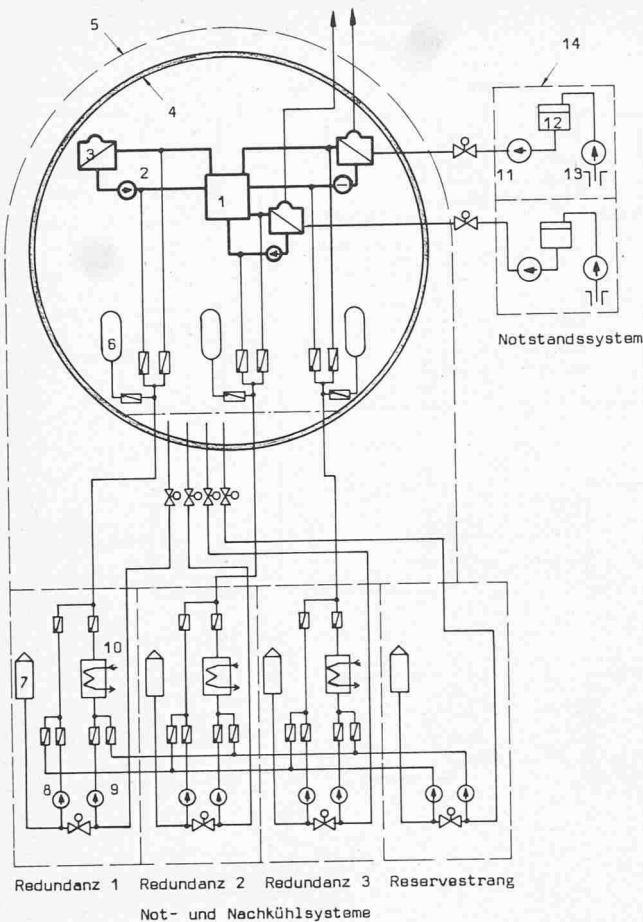 5
14
4
12
3
11
13
2
1
Notstandssystem
6
10
7
8
9
Redundanz 1
Redundanz 2
Redundanz 3
Reservestrang
Not- und Nachkühlsysteme